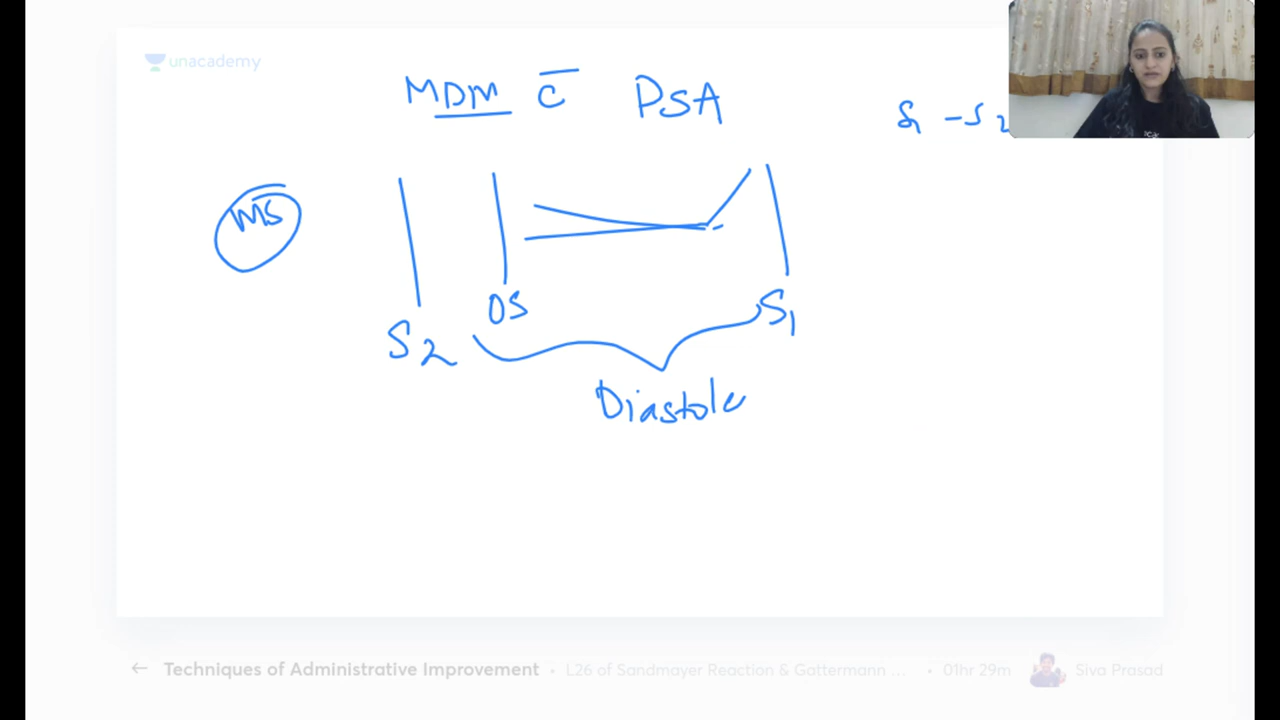 unacademy
MDM c̅ PSA
S1 - S2
MS
S2
OS
S1
Diastole
Techniques of Administrative Improvement • L26 of Sandmayer Reaction & Gattermann ... • 01hr 29m Siva Prasad